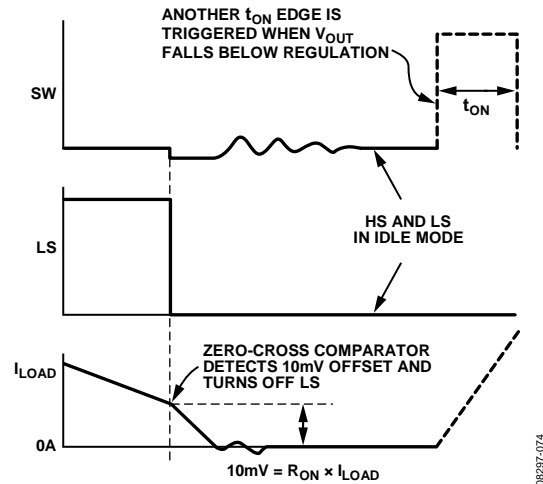 ANOTHER tON EDGE IS
TRIGGERED WHEN VOUT
FALLS BELOW REGULATION
SW
tON
HS AND LS
IN IDLE MODE
LS
ZERO-CROSS COMPARATOR
DETECTS 10mV OFFSET AND
TURNS OFF LS
ILOAD
0A
10mV = RON × ILOAD
08297-074